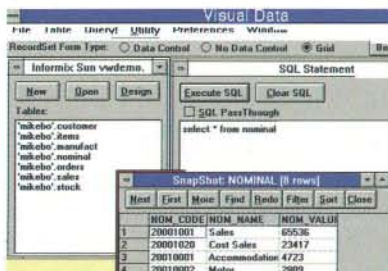 Visual Data
File Table Query! Utility Preferences Window
RecordSet Form Type: Data Control No Data Control Grid
Informix Sun vwdemo.
New Open Design
Tables:
'mikebo'.customer
'mikebo'.items
'mikebo'.manufact
'mikebo'.nominal
'mikebo'.orders
'mikebo'.sales
'mikebo'.stock
SQL Statement
Execute SQL Clear SQL
SQL PassThough
select * from nominal
SnapShot: NOMINAL [8 rows]
Next First More Find Redo Filter Sort Close
NOM_CODE NOM_NAME NOM_VALU
1 20001001 Sales 65536
2 20001020 Cost Sales 23417
3 20010001 Accommodation 4723
4 20010002 Motor 2909